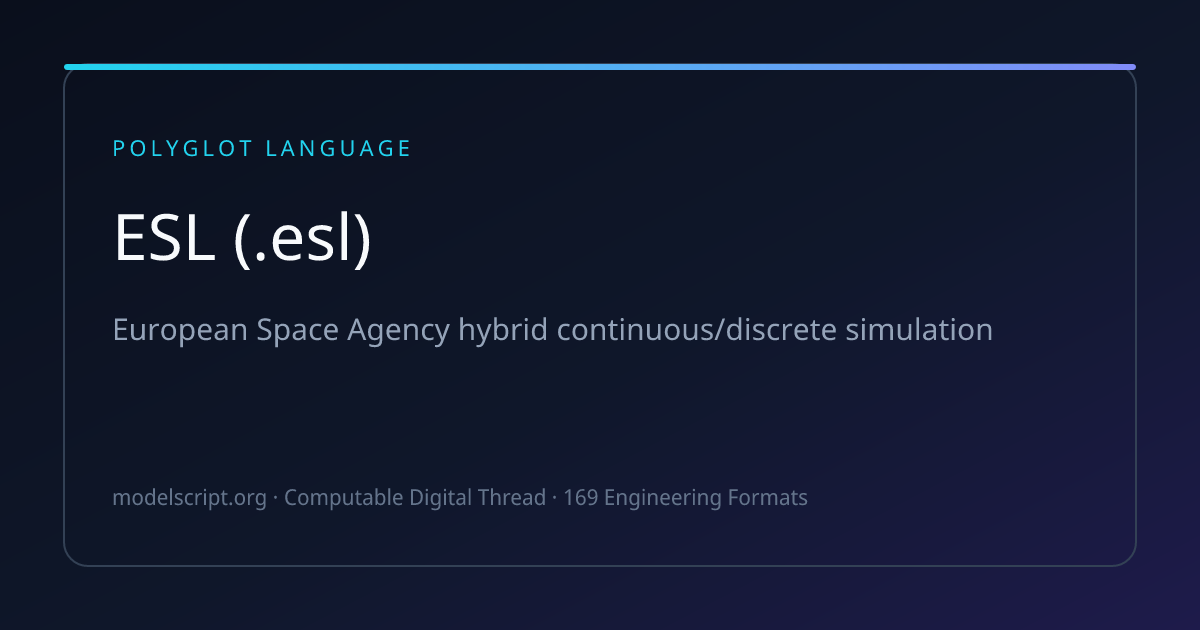 POLYGLOT LANGUAGE
ESL (.esl)
European Space Agency hybrid continuous/discrete simulation
modelscript.org · Computable Digital Thread · 169 Engineering Formats